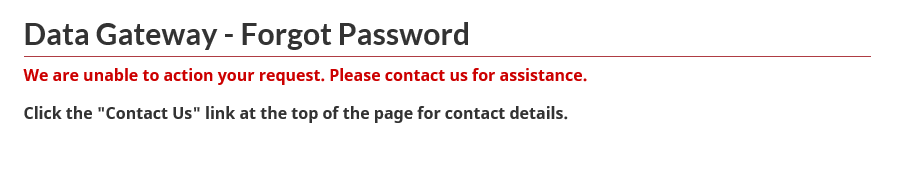 Data Gateway - Forgot Password
We are unable to action your request. Please contact us for assistance.
Click the "Contact Us" link at the top of the page for contact details.